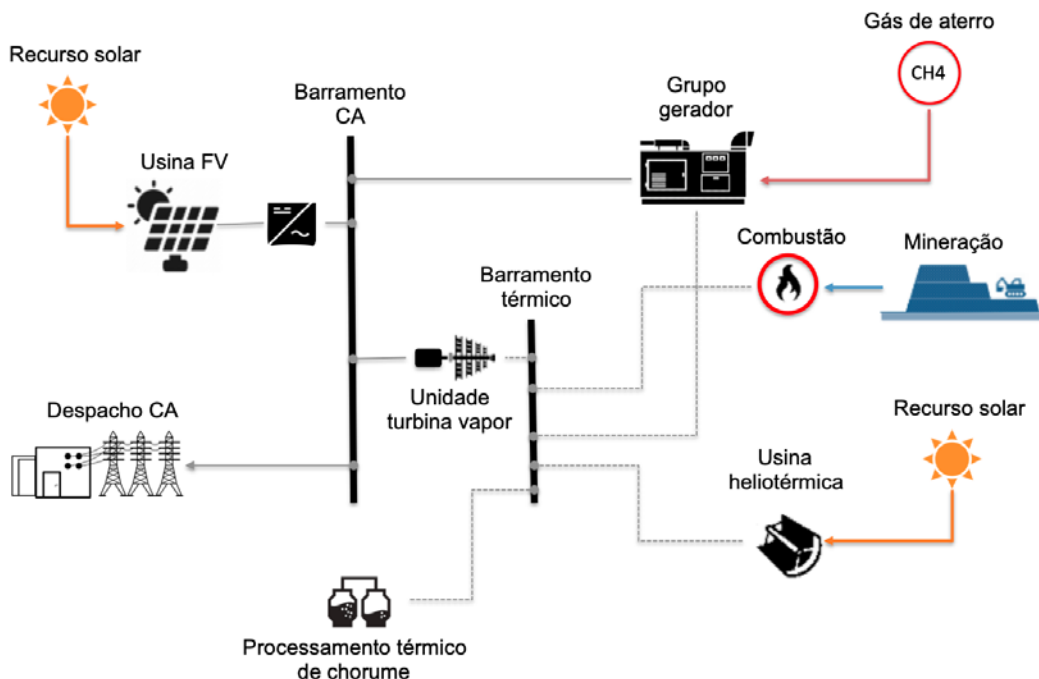 Recurso solar
Usina FV
Barramento
CA
Grupo
gerador
Gás de aterro
CH4
Combustão
Mineração
Barramento
térmico
Unidade
turbina vapor
Despacho CA
Usina
heliotérmica
Recurso solar
Processamento térmico
de chorume